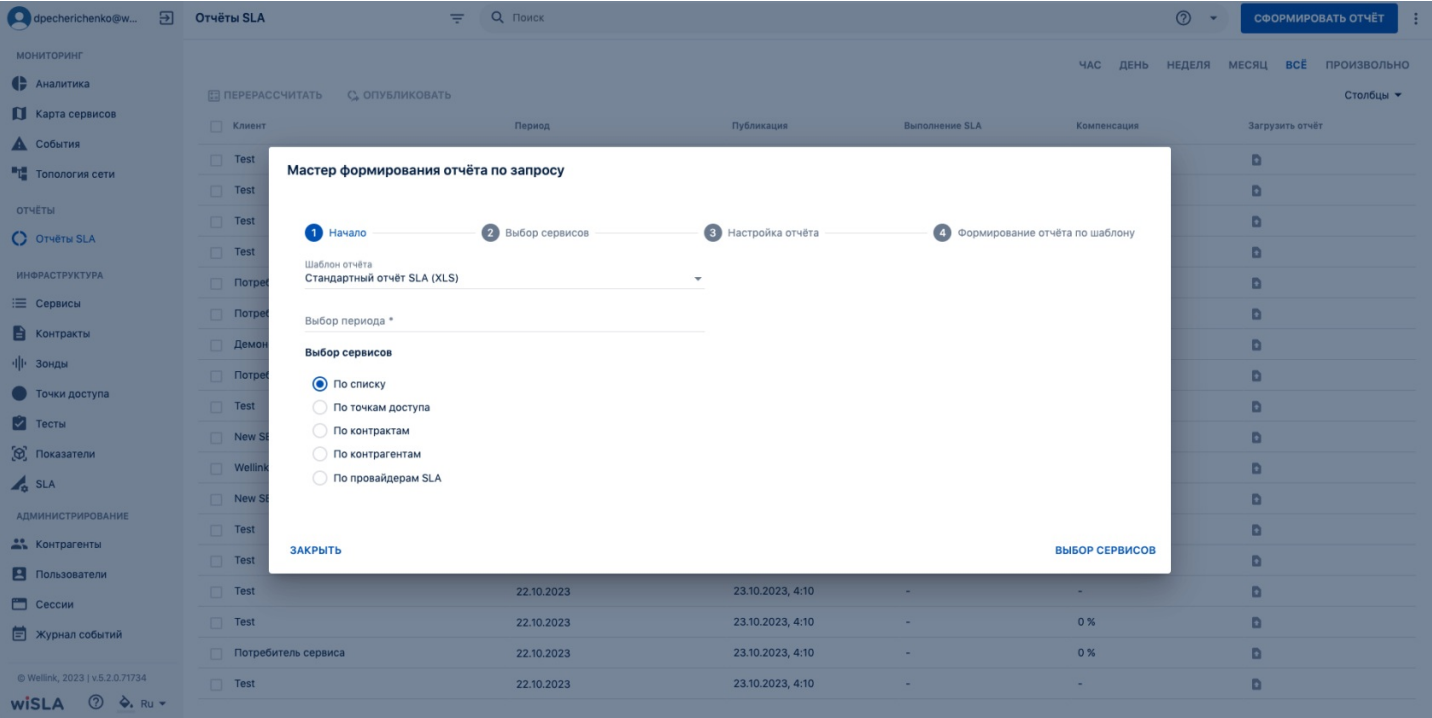 dpecherichenko@w...
Отчёты SLA
Поиск
СФОРМИРОВАТЬ ОТЧЁТ
МОНИТОРИНГ
Аналитика
Карта сервисов
События
Топология сети
ОТЧЁТЫ
Отчёты SLA
ИНФРАСТРУКТУРА
Сервисы
Контракты
Зонды
Точки доступа
Тесты
Показатели
SLA
АДМИНИСТРИРОВАНИЕ
Контрагенты
Пользователи
Сессии
Журнал событий
© Wellink, 2023 | v.5.2.0.71734
wiSLA Ru
ЧАС ДЕНЬ НЕДЕЛЯ МЕСЯЦ ВСЁ ПРОИЗВОЛЬНО
ПЕРЕРАССЧИТАТЬ ОПУБЛИКОВАТЬ Столбцы
Клиент Период Публикация Выполнение SLA Компенсация Загрузить отчёт
Test
Test
Test
Test
Потреб
Потреб
Демон
Потреб
Test
New SE
Wellink
New SE
Test
Test
Test 22.10.2023 23.10.2023, 4:10 - -
Test 22.10.2023 23.10.2023, 4:10 - 0 %
Потребитель сервиса 22.10.2023 23.10.2023, 4:10 - 0 %
Test 22.10.2023 23.10.2023, 4:10 - -
Мастер формирования отчёта по запросу
1 Начало 2 Выбор сервисов 3 Настройка отчёта 4 Формирование отчёта по шаблону
Шаблон отчёта
Стандартный отчёт SLA (XLS)
Выбор периода *
Выбор сервисов
По списку
По точкам доступа
По контрактам
По контрагентам
По провайдерам SLA
ЗАКРЫТЬ ВЫБОР СЕРВИСОВ